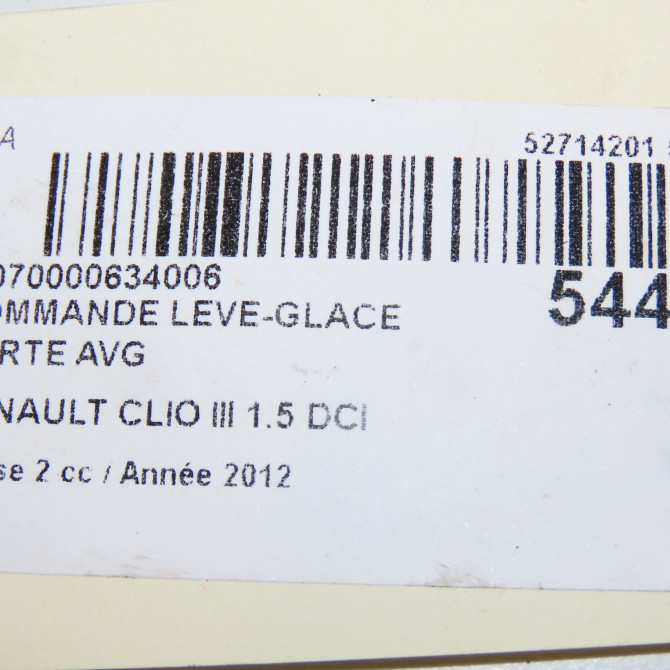 A 52714201
070000634006 544
OMMANDE LEVE-GLACE
RTE AVG
NAULT CLIO III 1.5 DCI
se 2 cc / Année 2012